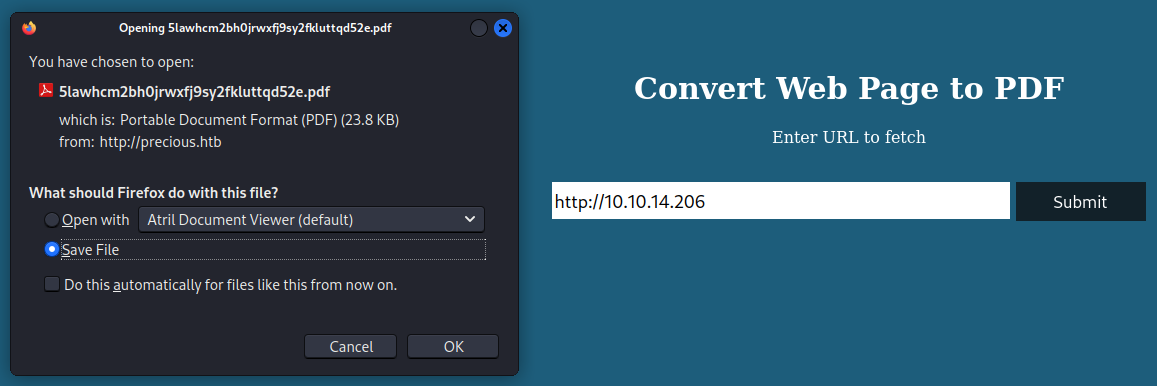 Opening 5lawhcm2bh0jrwxfj9sy2fkluttqd52e.pdf
You have chosen to open:
5lawhcm2bh0jrwxfj9sy2fkluttqd52e.pdf
which is: Portable Document Format (PDF) (23.8 KB)
from: http://precious.htb
What should Firefox do with this file?
Open with Atril Document Viewer (default)
Save File
Do this automatically for files like this from now on.
Cancel OK
Convert Web Page to PDF
Enter URL to fetch
http://10.10.14.206 Submit